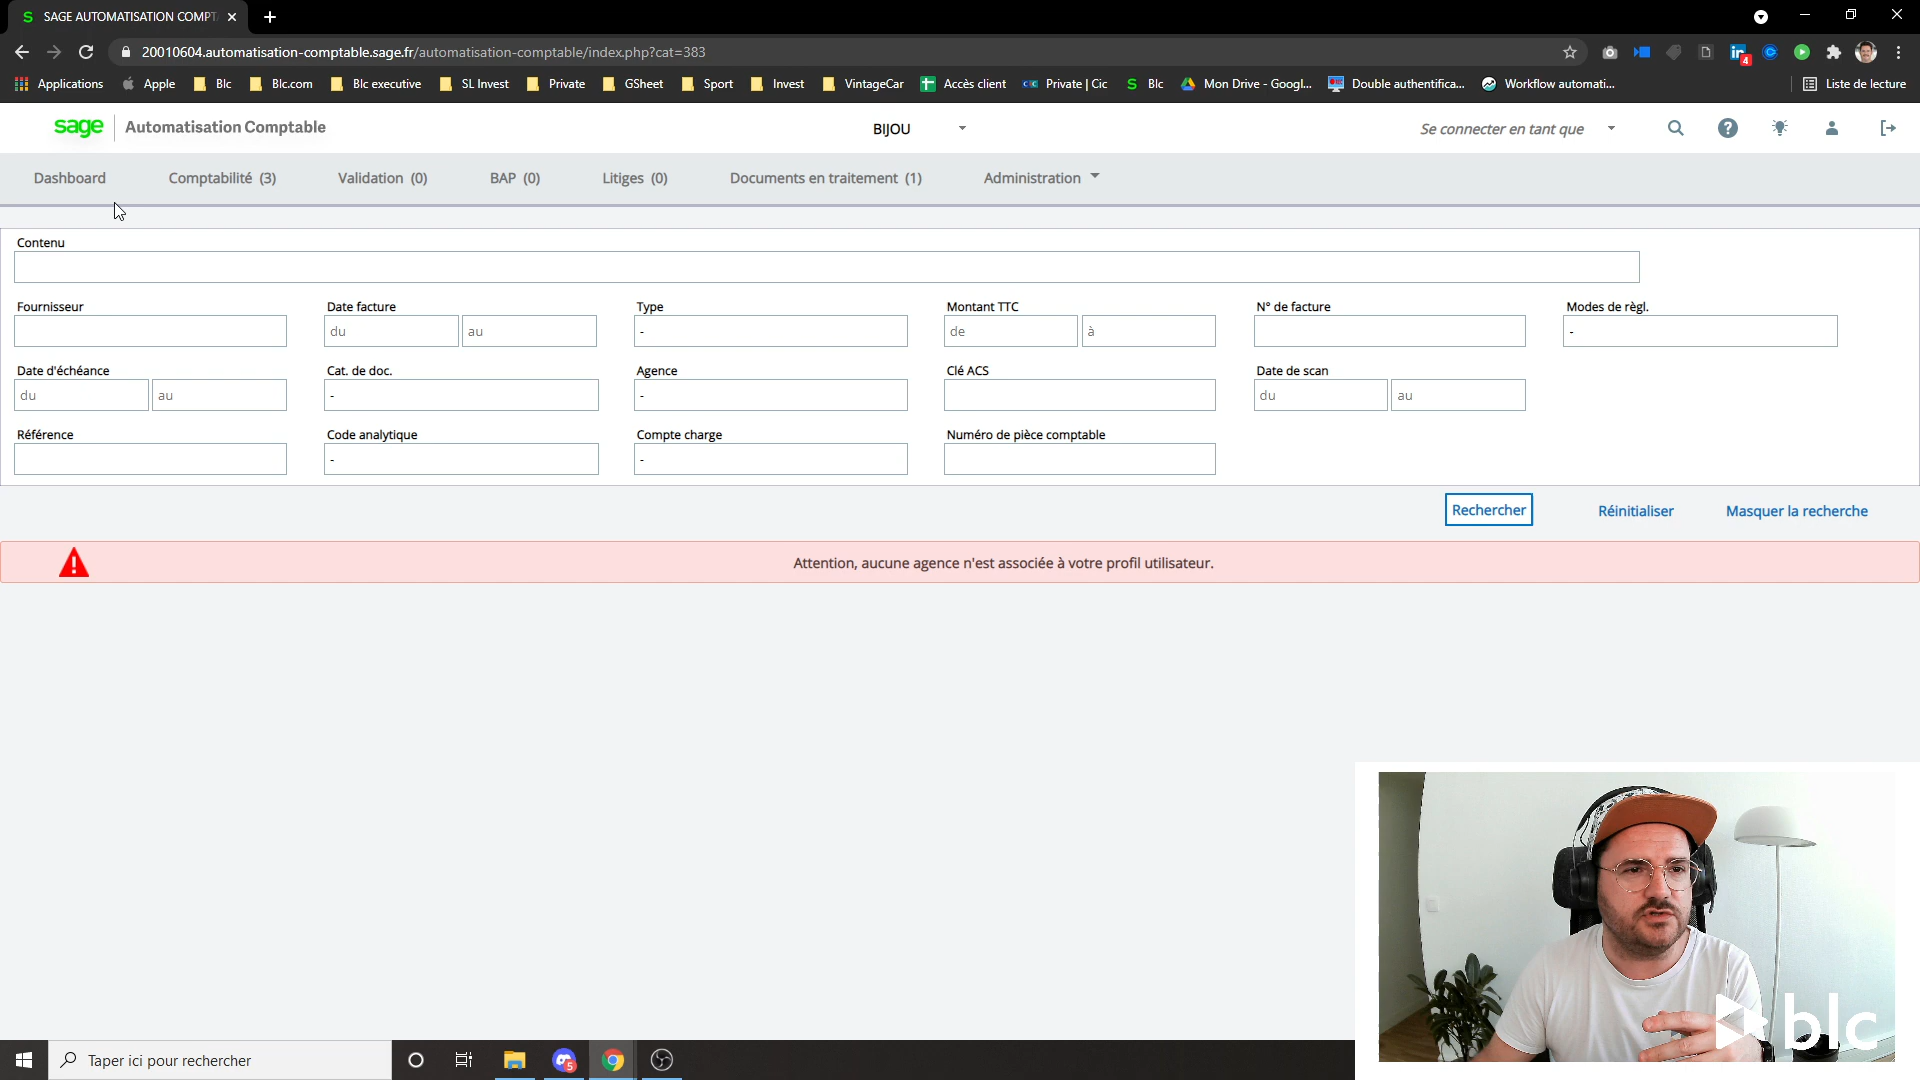 SAGE AUTOMATISATION COMPT
20010604.automatisation-comptable.sage.fr/automatisation-comptable/index.php?cat=383
4
Applications Apple Blc Blc.com Blc executive SL Invest Private GSheet Sport Invest VintageCar Accès client Private | Cic Blc Mon Drive - Googl... Double authentifica... Workflow automati... Liste de lecture
sage Automatisation Comptable BIJOU Se connecter en tant que
Dashboard Comptabilité (3) Validation (0) BAP (0) Litiges (0) Documents en traitement (1) Administration
Contenu
Fournisseur Date facture Type Montant TTC N° de facture Modes de règl.
du au - de à -
Date d'échéance Cat. de doc. Agence Clé ACS Date de scan
du au - - du au
Référence Code analytique Compte charge Numéro de pièce comptable
- -
Rechercher Réinitialiser Masquer la recherche
Attention, aucune agence n'est associée à votre profil utilisateur.
blc
Taper ici pour rechercher
5